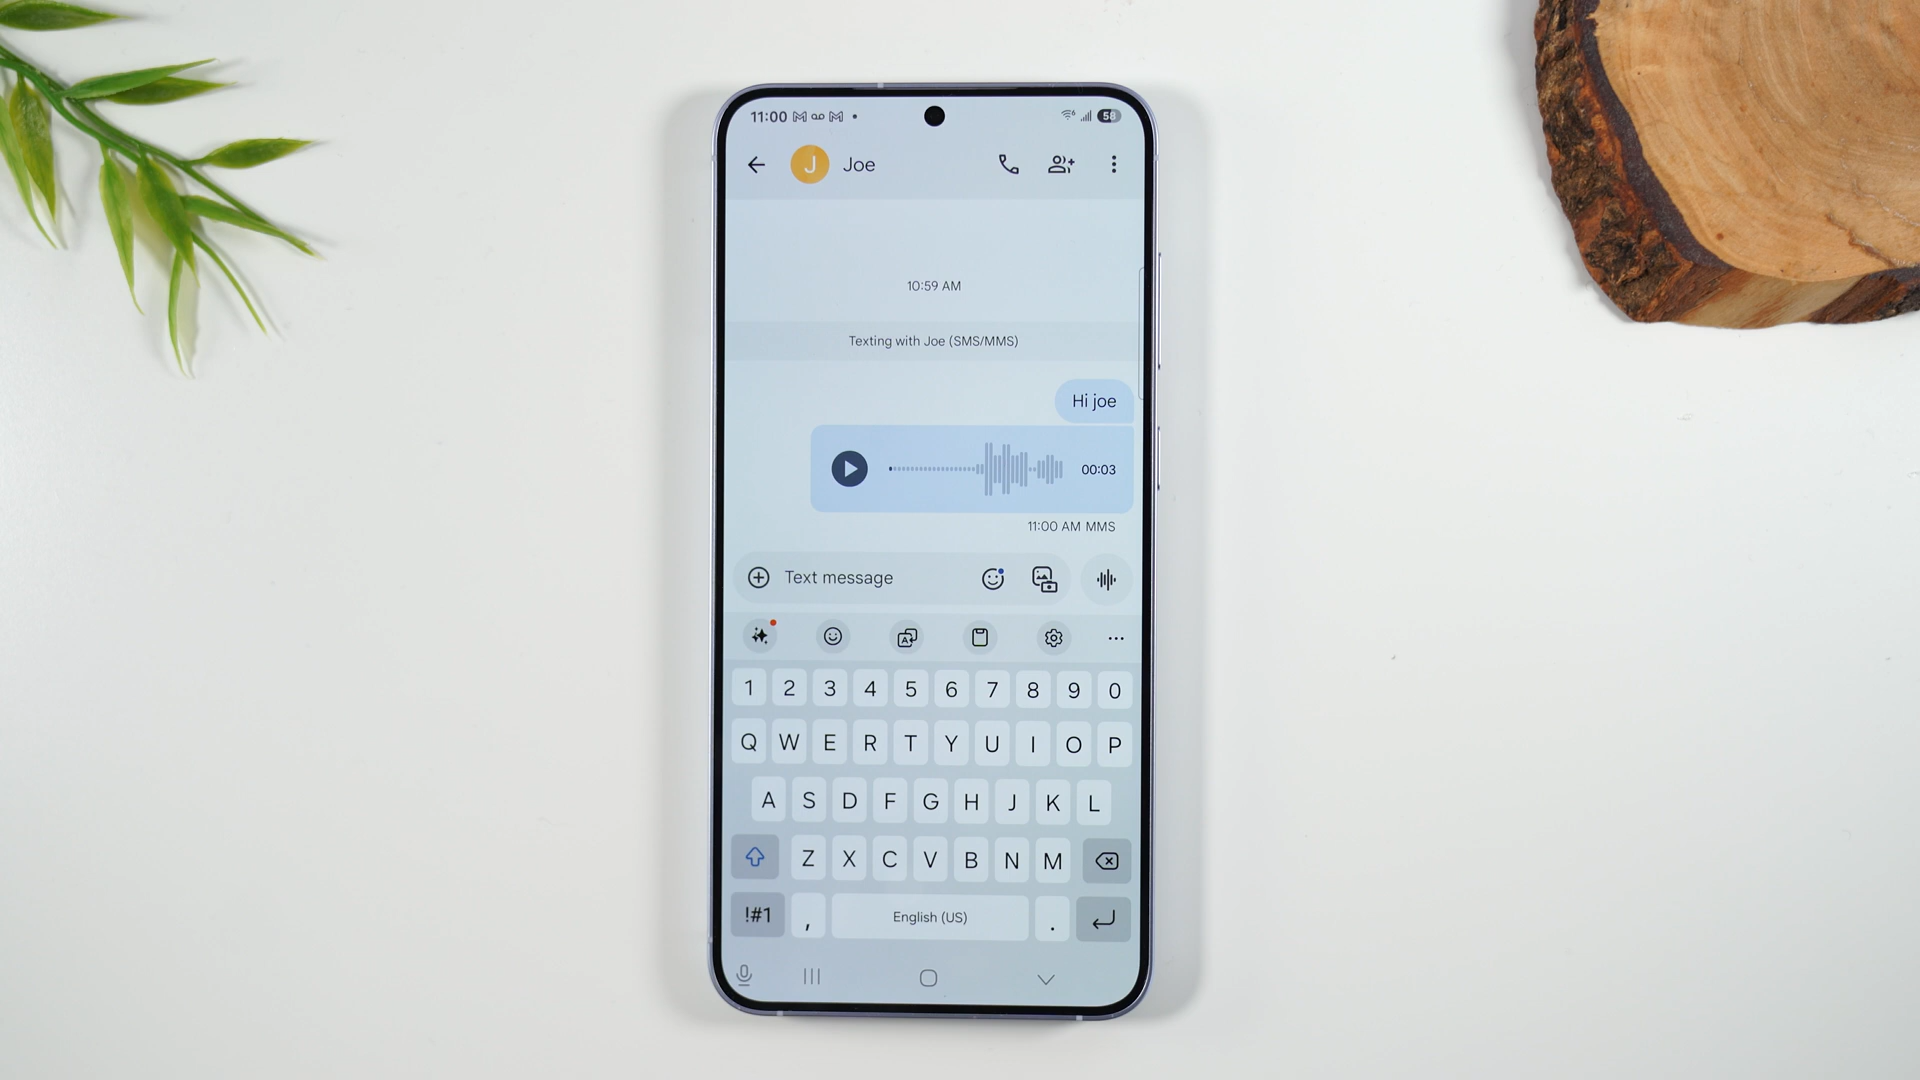 11:00 58
J Joe
10:59 AM
Texting with Joe (SMS/MMS)
Hi joe
00:03
11:00 AM MMS
Text message
1 2 3 4 5 6 7 8 9 0
Q W E R T Y U I O P
A S D F G H J K L
Z X C V B N M
!#1 , English (US) .